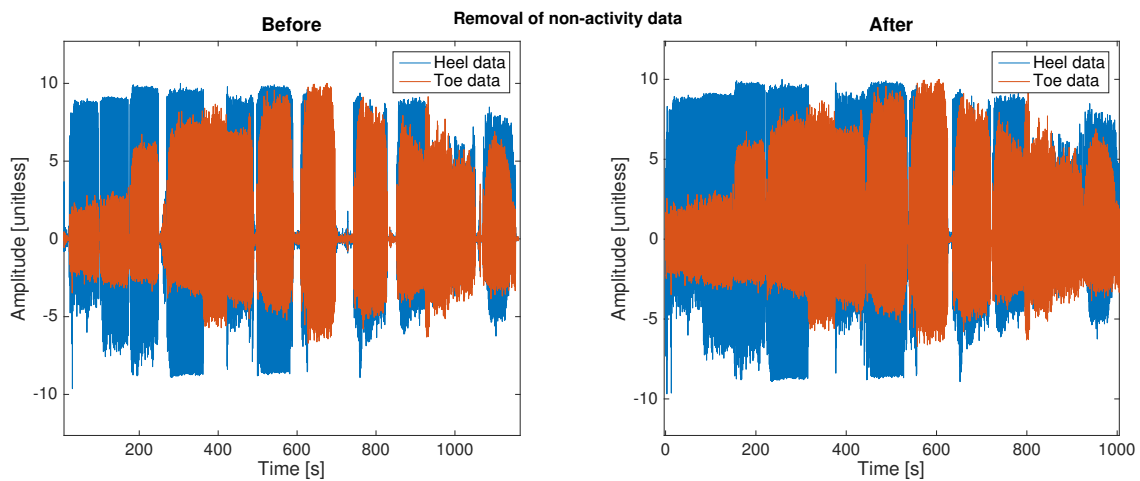 Removal of non-activity data
Before
Heel data
Toe data
10
5
0
-5
-10
Amplitude [unitless]
200
400
600
800
1000
Time [s]
After
Heel data
Toe data
10
5
0
-5
-10
Amplitude [unitless]
0
200
400
600
800
1000
Time [s]